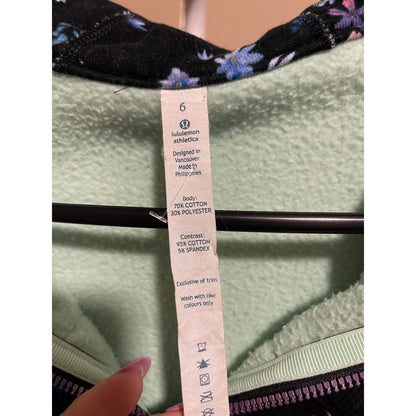 6
lululemon
athletica
Designed in
Vancouver
Made in
Philippines
Body:
70% COTTON
30% POLYESTER
Contrast:
95% COTTON
5% SPANDEX
Exclusive of trim
Wash with like
colours only